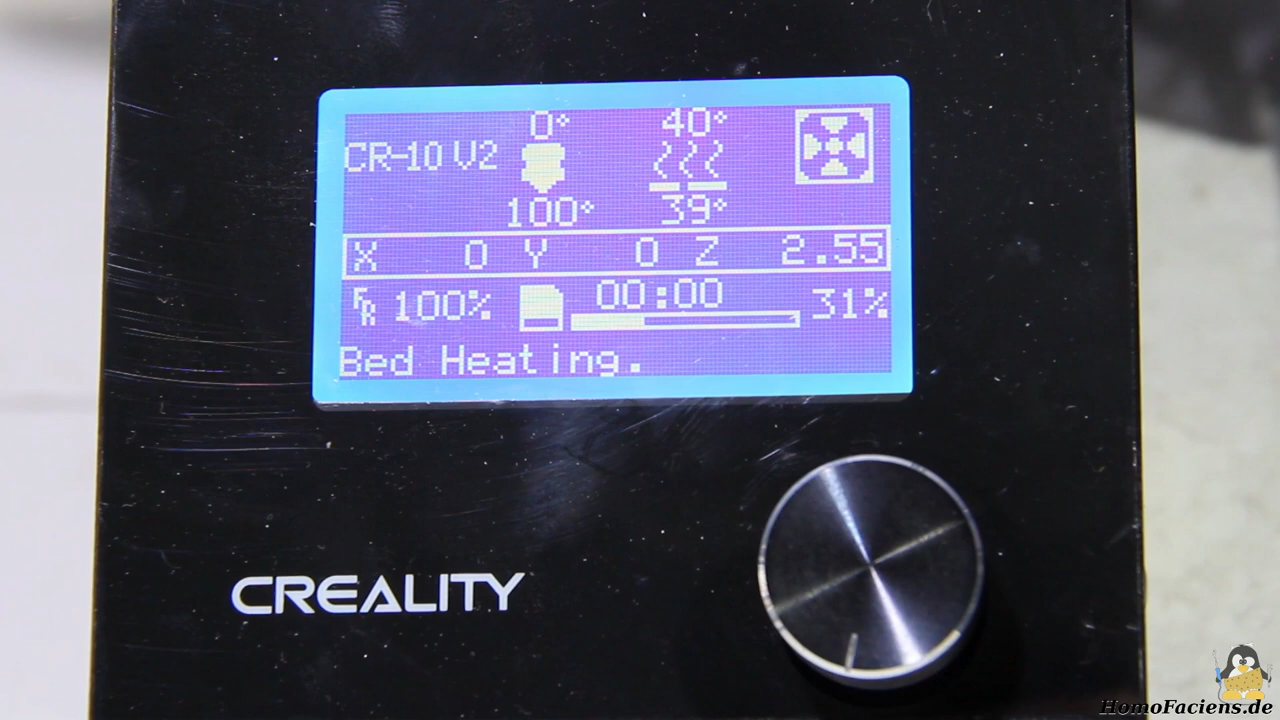 0° 40°
CR-10 V2
100° 39°
X 0 Y 0 Z 2.55
FR 100% 00:00 31%
Bed Heating.
CREALITY
HomoFaciens.de